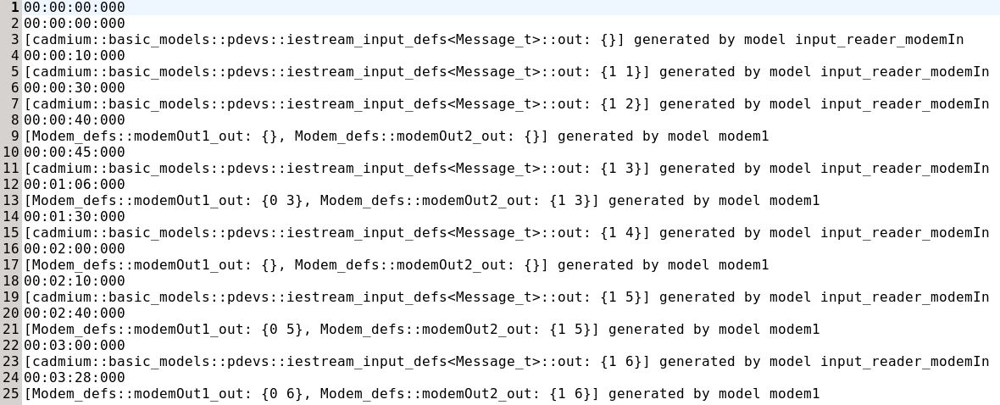 1 00:00:00:000
2 00:00:00:000
3 [cadmium::basic_models::pdevs::iestream_input_defs<Message_t>::out: {}] generated by model input_reader_modemIn
4 00:00:10:000
5 [cadmium::basic_models::pdevs::iestream_input_defs<Message_t>::out: {1 1}] generated by model input_reader_modemIn
6 00:00:30:000
7 [cadmium::basic_models::pdevs::iestream_input_defs<Message_t>::out: {1 2}] generated by model input_reader_modemIn
8 00:00:40:000
9 [Modem_defs::modemOut1_out: {}, Modem_defs::modemOut2_out: {}] generated by model modem1
10 00:00:45:000
11 [cadmium::basic_models::pdevs::iestream_input_defs<Message_t>::out: {1 3}] generated by model input_reader_modemIn
12 00:01:06:000
13 [Modem_defs::modemOut1_out: {0 3}, Modem_defs::modemOut2_out: {1 3}] generated by model modem1
14 00:01:30:000
15 [cadmium::basic_models::pdevs::iestream_input_defs<Message_t>::out: {1 4}] generated by model input_reader_modemIn
16 00:02:00:000
17 [Modem_defs::modemOut1_out: {}, Modem_defs::modemOut2_out: {}] generated by model modem1
18 00:02:10:000
19 [cadmium::basic_models::pdevs::iestream_input_defs<Message_t>::out: {1 5}] generated by model input_reader_modemIn
20 00:02:40:000
21 [Modem_defs::modemOut1_out: {0 5}, Modem_defs::modemOut2_out: {1 5}] generated by model modem1
22 00:03:00:000
23 [cadmium::basic_models::pdevs::iestream_input_defs<Message_t>::out: {1 6}] generated by model input_reader_modemIn
24 00:03:28:000
25 [Modem_defs::modemOut1_out: {0 6}, Modem_defs::modemOut2_out: {1 6}] generated by model modem1